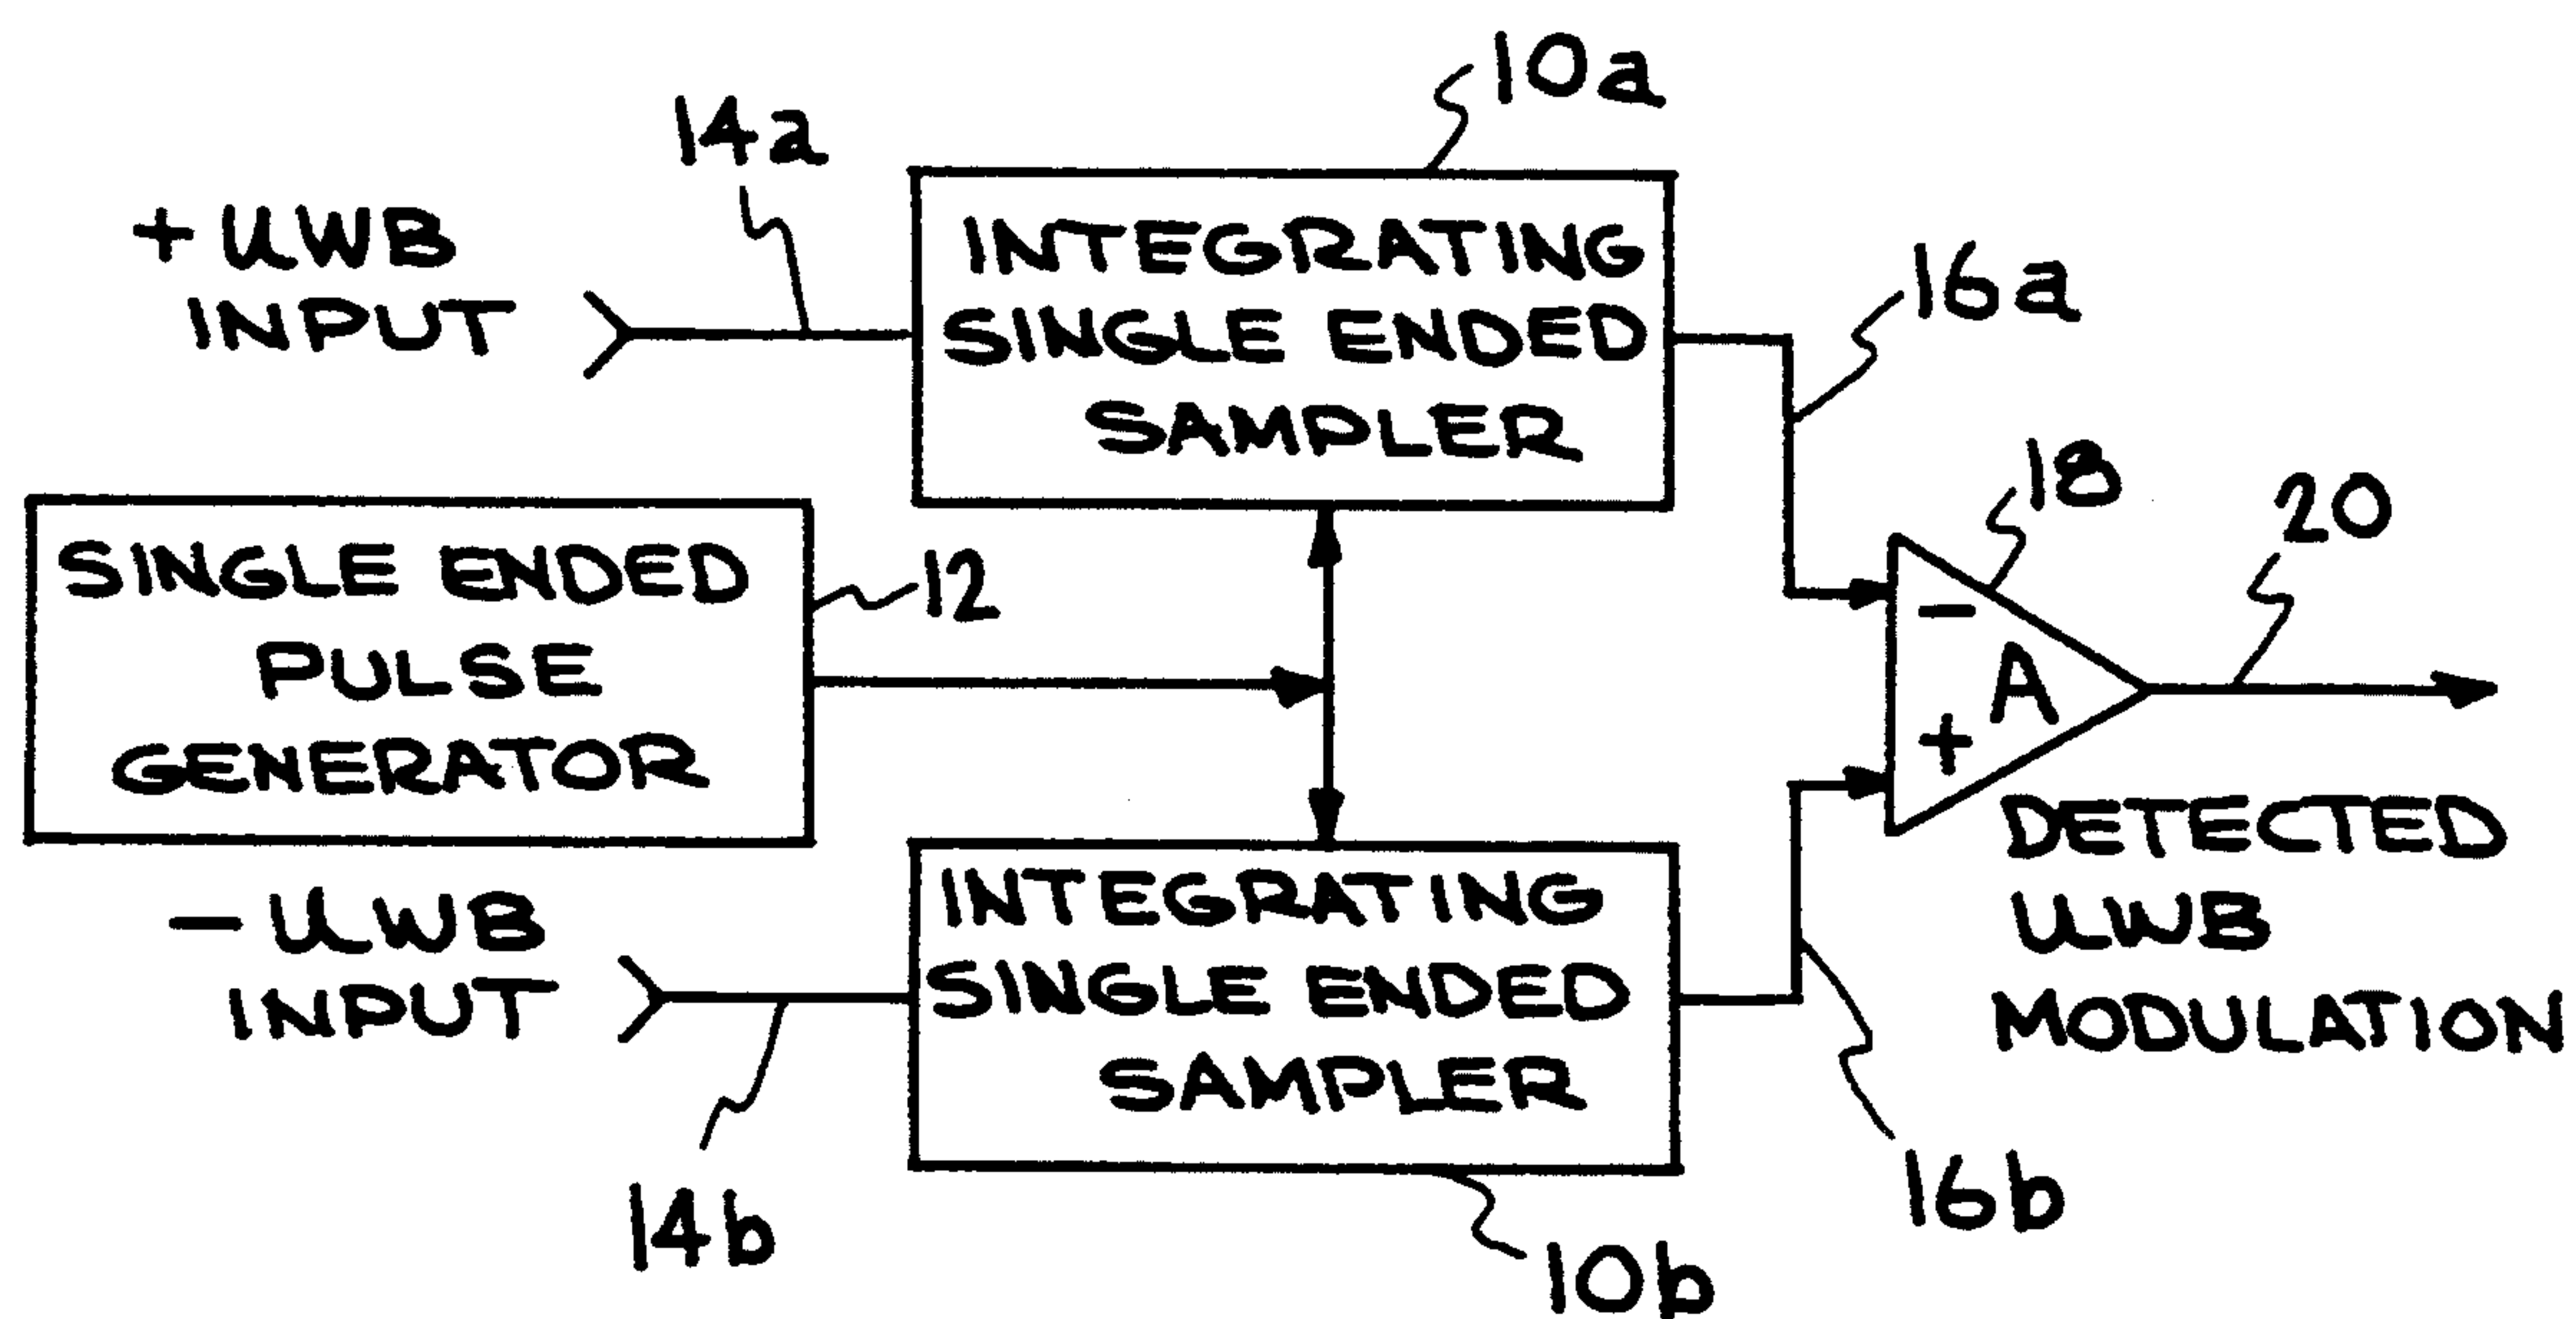 10a
14a
+ UWB
INPUT
INTEGRATING
SINGLE ENDED
SAMPLER
16a
18
20
SINGLE ENDED
PULSE
GENERATOR
12
-
A
+
DETECTED
UWB
MODULATION
- UWB
INPUT
INTEGRATING
SINGLE ENDED
SAMPLER
14b
16b
10b